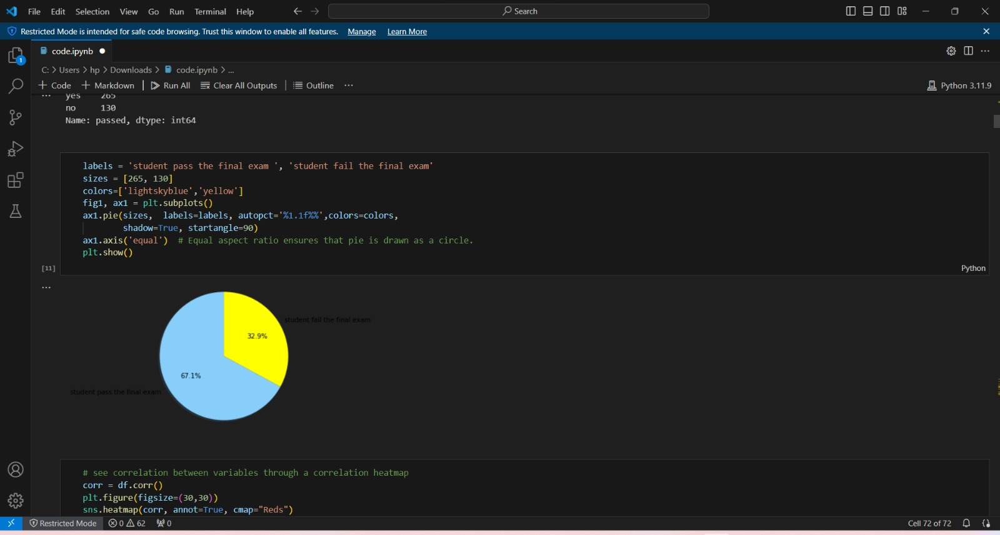 File Edit Selection View Go Run Terminal Help Search
Restricted Mode is intended for safe code browsing. Trust this window to enable all features. Manage Learn More
1
code.ipynb
C: > Users > hp > Downloads > code.ipynb > ...
+ Code + Markdown | Run All Clear All Outputs | Outline ... Python 3.11.9
... yes 265
no 130
Name: passed, dtype: int64
labels = 'student pass the final exam ', 'student fail the final exam'
sizes = [265, 130]
colors=['lightskyblue','yellow']
fig1, ax1 = plt.subplots()
ax1.pie(sizes,  labels=labels, autopct='%1.1f%%',colors=colors,
        shadow=True, startangle=90)
ax1.axis('equal')  # Equal aspect ratio ensures that pie is drawn as a circle.
plt.show()
[11] Python
...
student fail the final exam
32.9%
67.1%
student pass the final exam
# see correlation between variables through a correlation heatmap
corr = df.corr()
plt.figure(figsize=(30,30))
sns.heatmap(corr, annot=True, cmap="Reds")
Restricted Mode 0 62 0 Cell 72 of 72